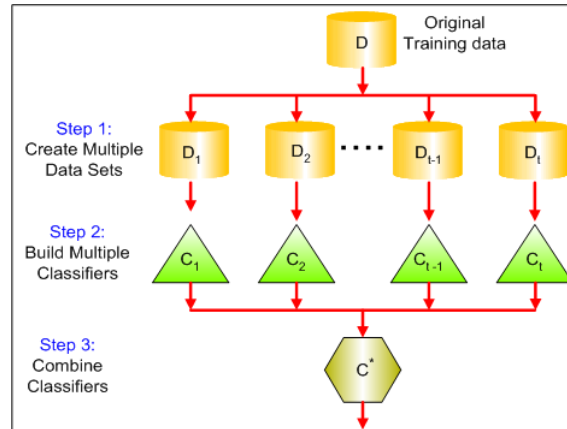 Original
Training data
D
Step 1:
Create Multiple
Data Sets
D1
D2
....
Dt-1
Dt
Step 2:
Build Multiple
Classifiers
C1
C2
Ct-1
Ct
Step 3:
Combine
Classifiers
C*